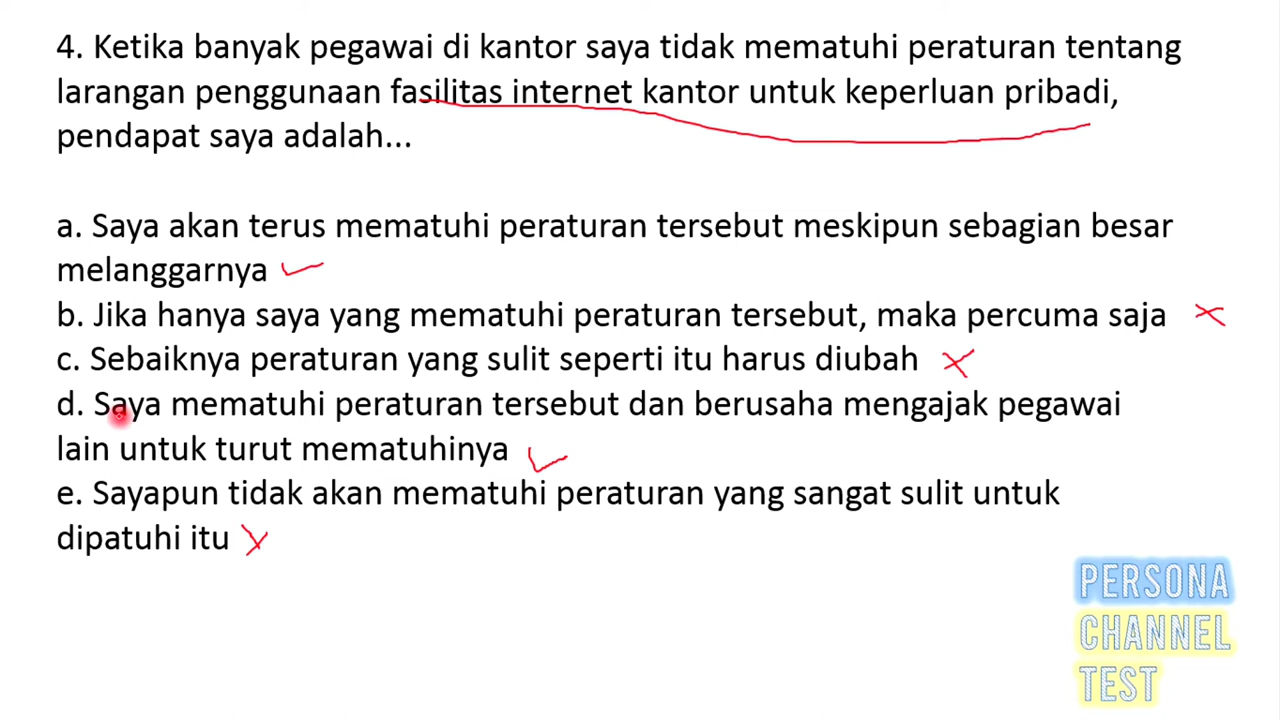 4. Ketika banyak pegawai di kantor saya tidak mematuhi peraturan tentang
larangan penggunaan fasilitas internet kantor untuk keperluan pribadi,
pendapat saya adalah...
a. Saya akan terus mematuhi peraturan tersebut meskipun sebagian besar
melanggarnya
b. Jika hanya saya yang mematuhi peraturan tersebut, maka percuma saja
c. Sebaiknya peraturan yang sulit seperti itu harus diubah
d. Saya mematuhi peraturan tersebut dan berusaha mengajak pegawai
lain untuk turut mematuhinya
e. Sayapun tidak akan mematuhi peraturan yang sangat sulit untuk
dipatuhi itu
PERSONA
CHANNEL
TEST